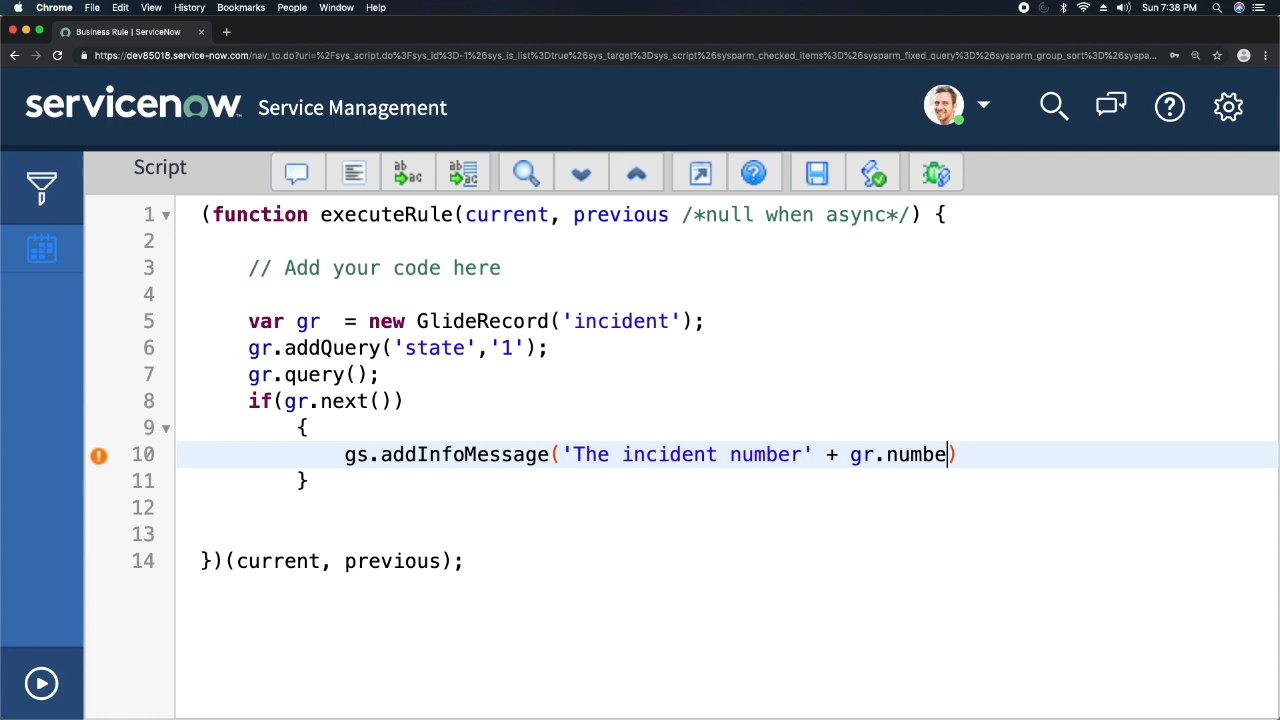 Chrome File Edit View History Bookmarks People Window Help Sun 7:38 PM
Business Rule | ServiceNow
https://dev85018.service-now.com/nav_to.do?uri=%2Fsys_script.do%3Fsys_id%3D-1%26sys_is_list%3Dtrue%26sys_target%3Dsys_script%26sysparm_checked_items%3D%26sysparm_fixed_query%3D%26sysparm_group_sort%3D%26syspa...
servicenow Service Management
Script
1 (function executeRule(current, previous /*null when async*/) {
2
3 // Add your code here
4
5 var gr  = new GlideRecord('incident');
6 gr.addQuery('state','1');
7 gr.query();
8 if(gr.next())
9 {
10 gs.addInfoMessage('The incident number' + gr.numbe)
11 }
12
13
14 })(current, previous);